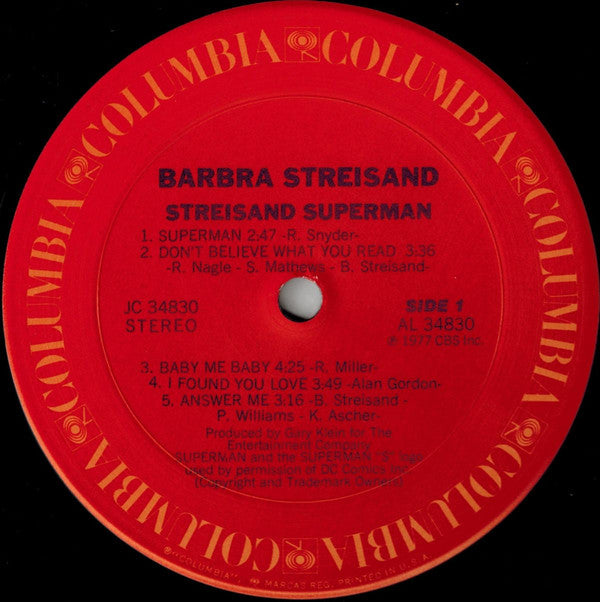 COLUMBIA COLUMBIA COLUMBIA COLUMBIA COLUMBIA COLUMBIA
BARBRA STREISAND
STREISAND SUPERMAN
1. SUPERMAN 2:47 -R. Snyder-
2. DON'T BELIEVE WHAT YOU READ 3:36
-R. Nagle - S. Mathews - B. Streisand-
JC 34830
STEREO
SIDE 1
AL 34830
℗ 1977 CBS Inc.
3. BABY ME BABY 4:25 -R. Miller-
4. I FOUND YOU LOVE 3:49 -Alan Gordon-
5. ANSWER ME 3:16 -B. Streisand -
P. Williams - K. Ascher-
Produced by Gary Klein for The
Entertainment Company
SUPERMAN and the SUPERMAN "S" logo
used by permission of DC Comics Inc.
(Copyright and Trademark Owners)
"COLUMBIA", MARCAS REG. PRINTED IN U.S.A.